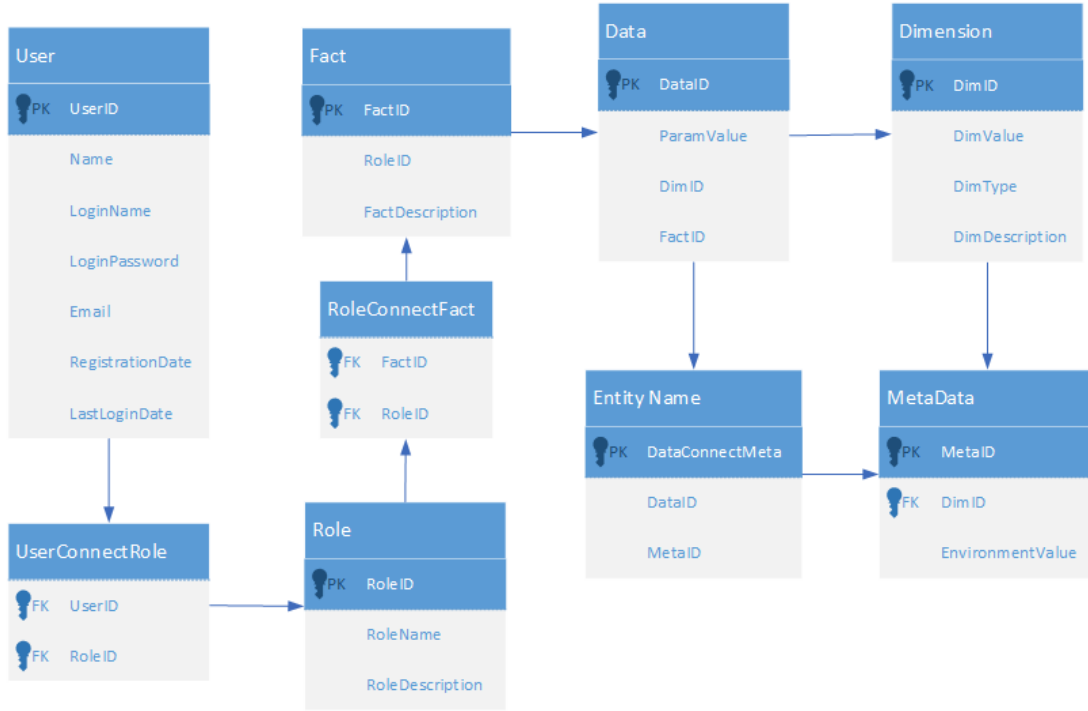 User
PK UserID
Name
LoginName
LoginPassword
Email
RegistrationDate
LastLoginDate
UserConnectRole
FK UserID
FK RoleID
Fact
PK FactID
RoleID
FactDescription
RoleConnectFact
FK FactID
FK RoleID
Role
PK RoleID
RoleName
RoleDescription
Data
PK DataID
ParamValue
DimID
FactID
Entity Name
PK DataConnectMeta
DataID
MetaID
Dimension
PK DimID
DimValue
DimType
DimDescription
MetaData
PK MetaID
FK DimID
EnvironmentValue